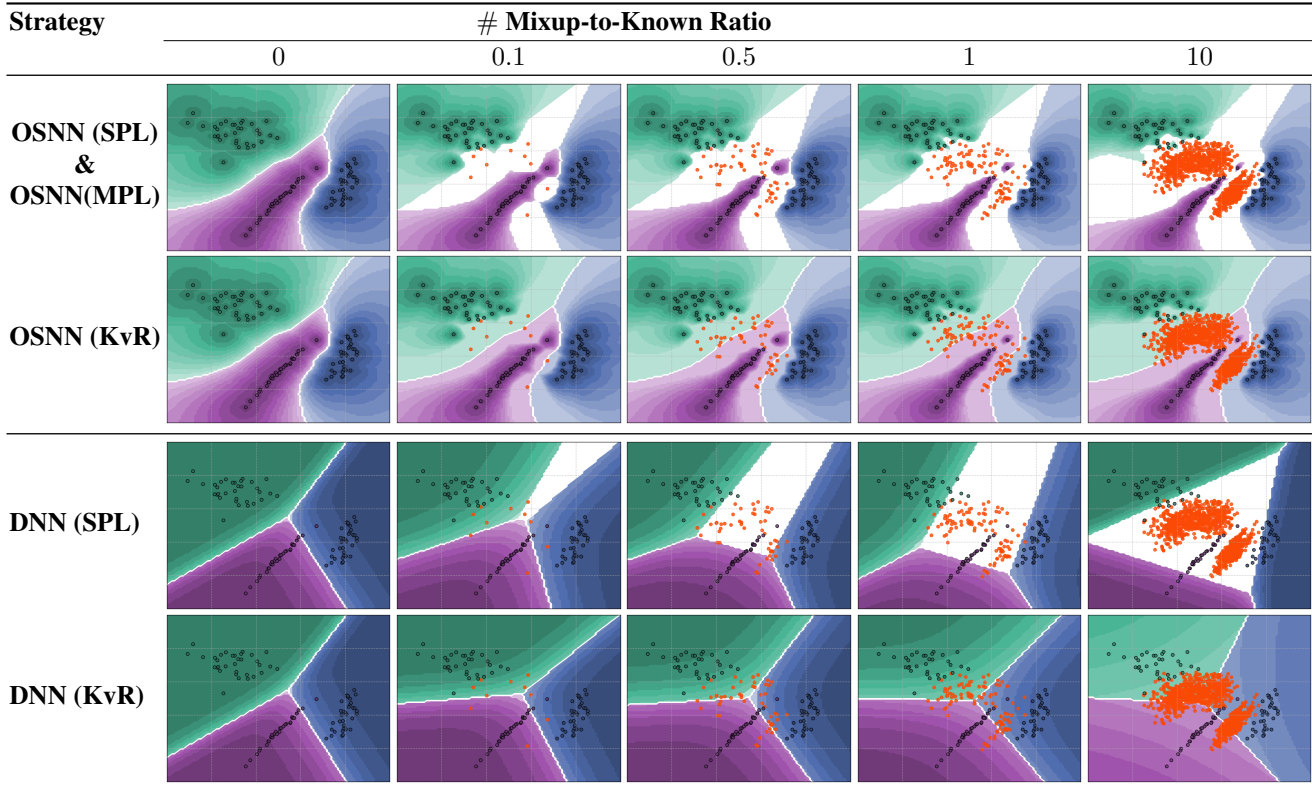 Strategy # Mixup-to-Known Ratio
0 0.1 0.5 1 10
OSNN (SPL)
&
OSNN(MPL)
OSNN (KvR)
DNN (SPL)
DNN (KvR)